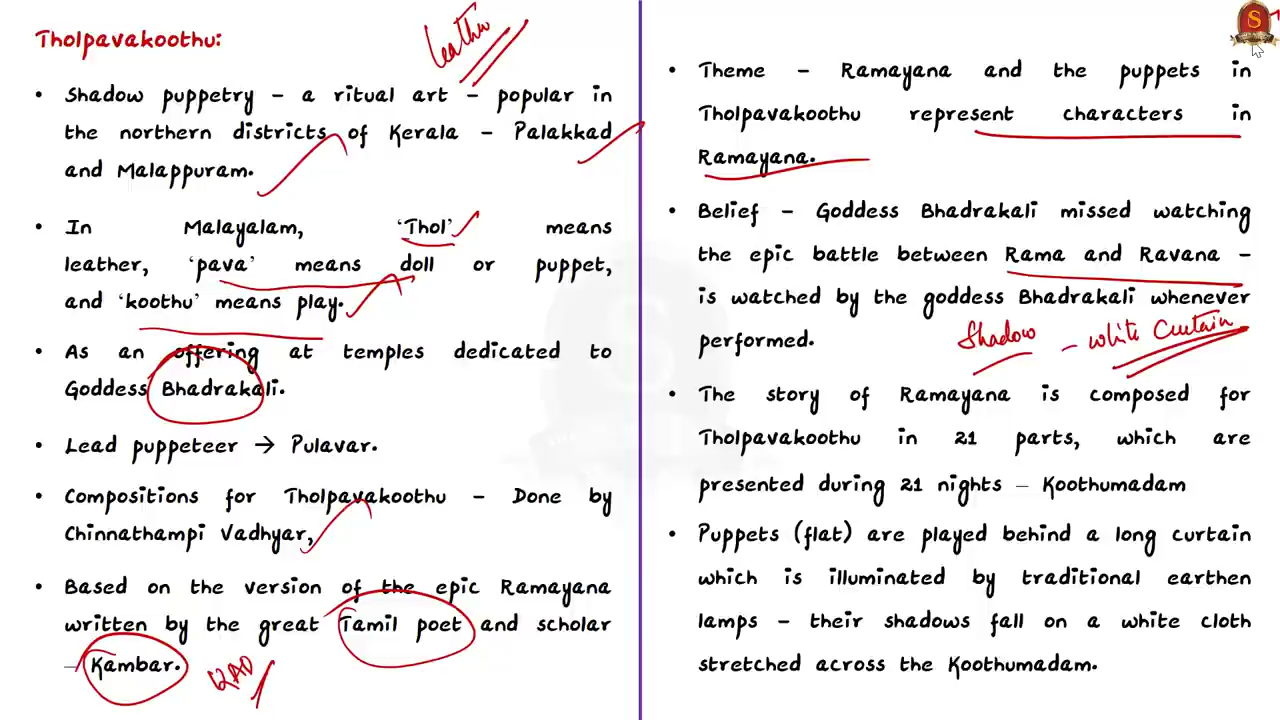 Tholpavakoothu:
Leather
• Shadow puppetry – a ritual art – popular in
the northern districts of Kerala – Palakkad
and Malappuram.
• In Malayalam, ‘Thol’ means
leather, ‘pava’ means doll or puppet,
and ‘koothu’ means play.
• As an offering at temples dedicated to
Goddess Bhadrakali.
• Lead puppeteer → Pulavar.
• Compositions for Tholpavakoothu – Done by
Chinnathampi Vadhyar,
• Based on the version of the epic Ramayana
written by the great Tamil poet and scholar
– Kambar.
• Theme – Ramayana and the puppets in
Tholpavakoothu represent characters in
Ramayana.
• Belief – Goddess Bhadrakali missed watching
the epic battle between Rama and Ravana –
is watched by the goddess Bhadrakali whenever
performed.
Shadow – white Curtain
• The story of Ramayana is composed for
Tholpavakoothu in 21 parts, which are
presented during 21 nights – Koothumadam
• Puppets (flat) are played behind a long curtain
which is illuminated by traditional earthen
lamps – their shadows fall on a white cloth
stretched across the Koothumadam.
S